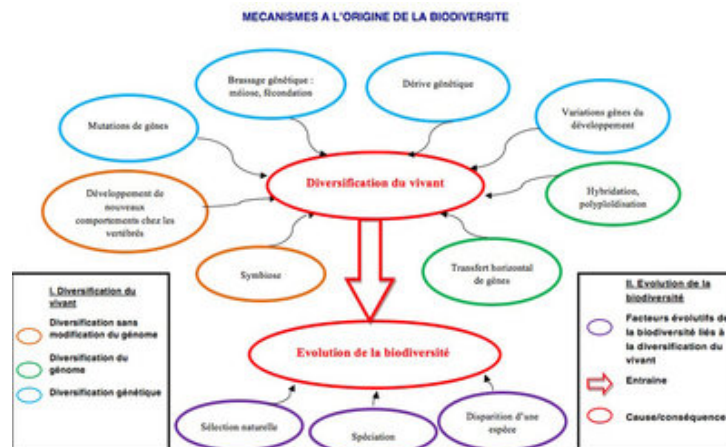 MECANISMES A L'ORIGINE DE LA BIODIVERSITE
Brassage génétique :
méiose, fécondation
Dérive génétique
Mutations de gènes
Variations gènes du
développement
Diversification du vivant
Développement de
nouveaux
comportements chez les
vertébrés
Hybridation,
polyploïdisation
Symbiose
Transfert horizontal
de gènes
I. Diversification du
vivant
Diversification sans
modification du génome
Diversification du
génome
Diversification génétique
Evolution de la biodiversité
Sélection naturelle
Spéciation
Disparition d'une
espèce
II. Evolution de la
biodiversité
Facteurs évolutifs de
la biodiversité liés à
la diversification du
vivant
Entraine
Cause/conséquence